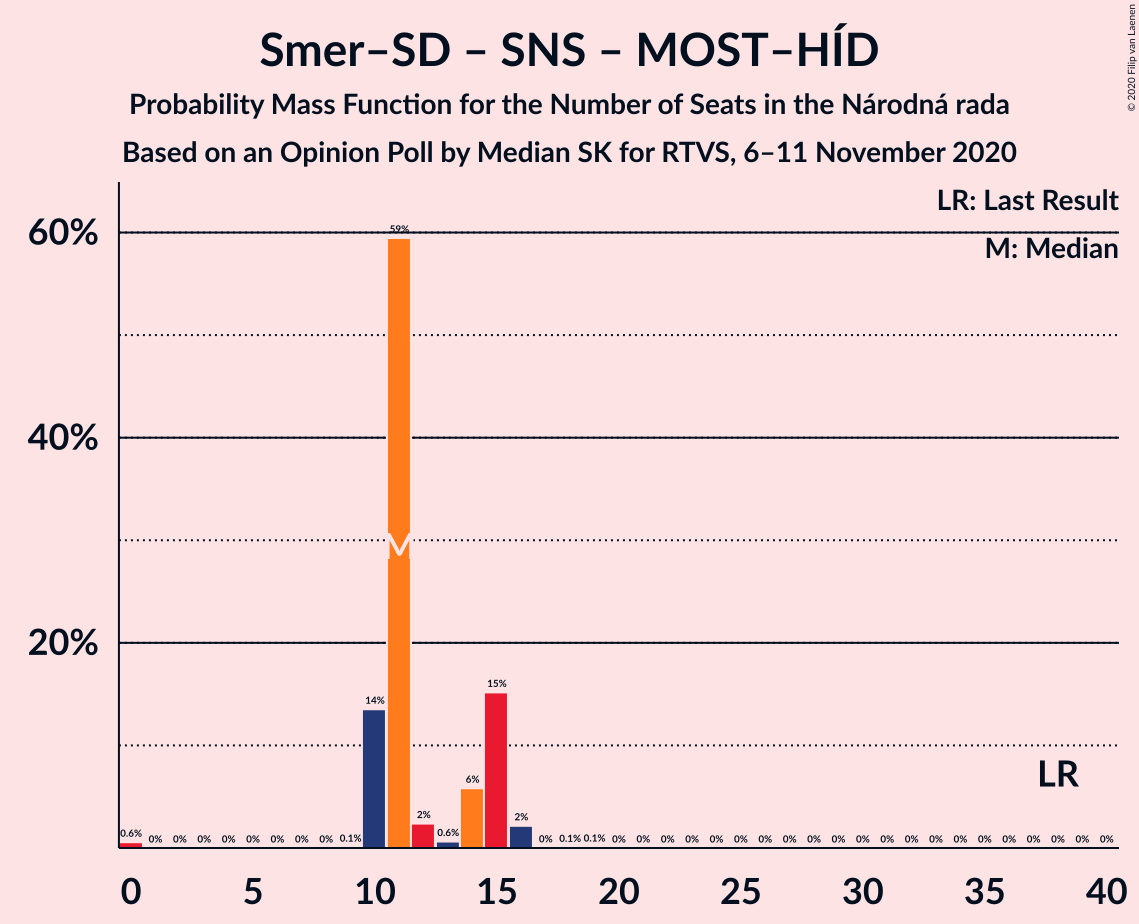 Smer–SD – SNS – MOST–HÍD
Probability Mass Function for the Number of Seats in the Národná rada
Based on an Opinion Poll by Median SK for RTVS, 6–11 November 2020
© 2020 Filip van Laenen
LR: Last Result
M: Median
60%
40%
20%
0.6% 0% 0% 0% 0% 0% 0% 0% 0% 0.1% 14% 59% 2% 0.6% 6% 15% 2% 0% 0.1% 0.1% 0% 0% 0% 0% 0% 0% 0% 0% 0% 0% 0% 0% 0% 0% 0% 0% 0% 0% 0% 0% 0%
M
LR
0 5 10 15 20 25 30 35 40